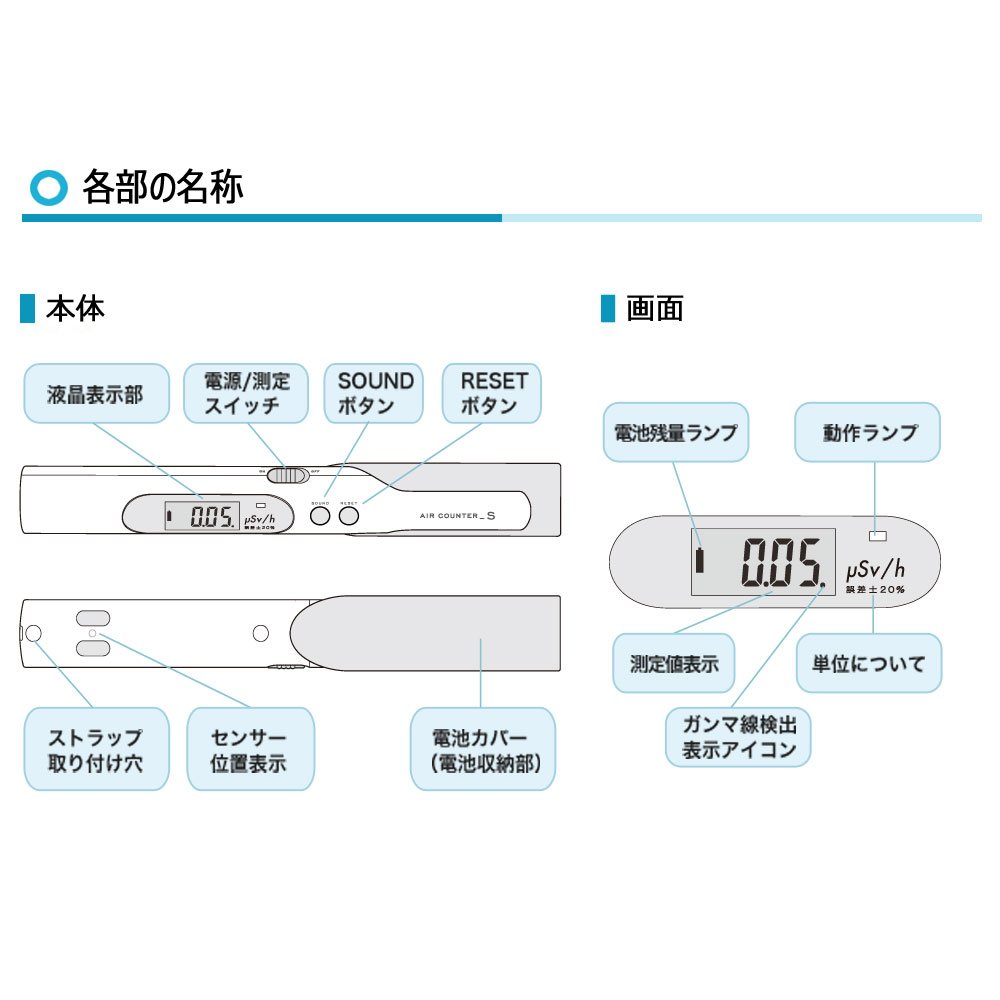 各部の名称
本体
画面
液晶表示部
電源/測定
スイッチ
SOUND
ボタン
RESET
ボタン
ON
OFF
SOUND
RESET
0.05.
μSv/h
誤差±20%
AIR COUNTER_S
ストラップ
取り付け穴
センサー
位置表示
電池カバー
(電池収納部)
電池残量ランプ
動作ランプ
0.05.
μSv/h
誤差±20%
測定値表示
単位について
ガンマ線検出
表示アイコン